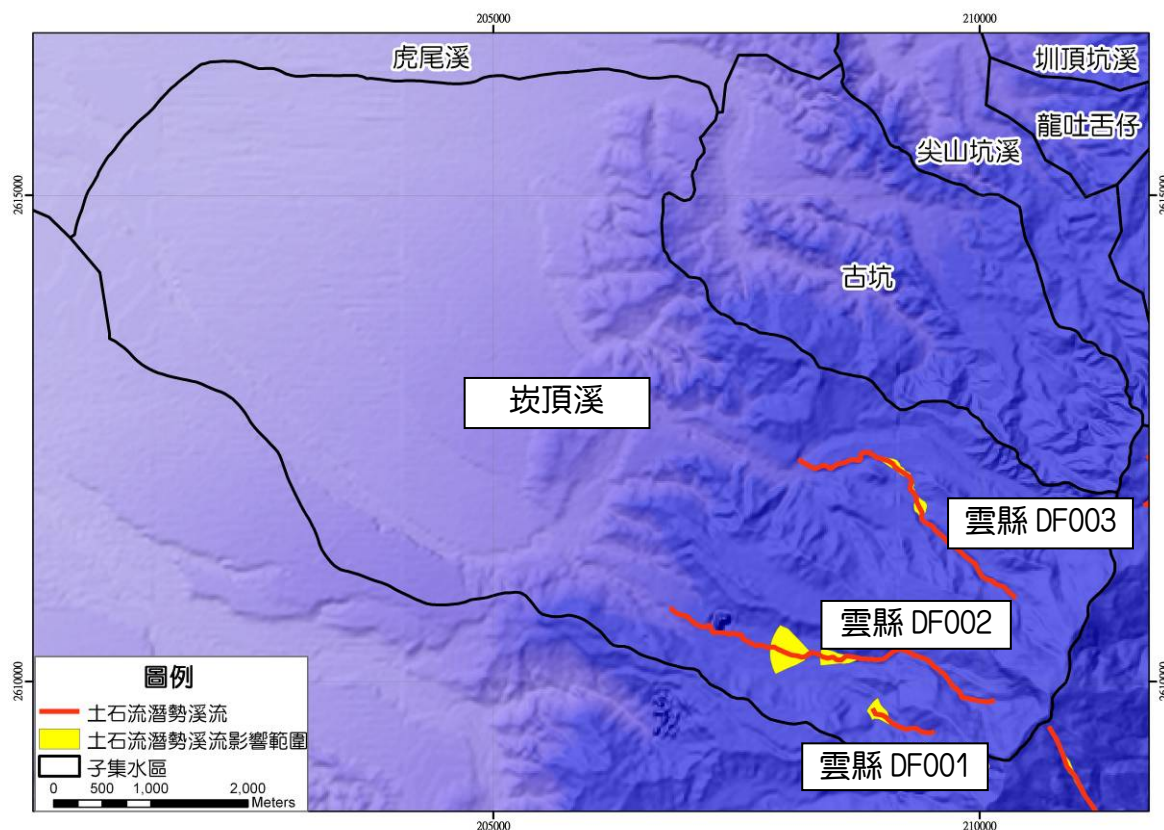 205000
210000
虎尾溪
圳頂坑溪
龍吐舌仔
尖山坑溪
2615000
2615000
古坑
崁頂溪
雲縣 DF003
雲縣 DF002
2610000
2610000
雲縣 DF001
圖例
土石流潛勢溪流
土石流潛勢溪流影響範圍
子集水區
0 500 1,000 2,000
Meters
205000
210000